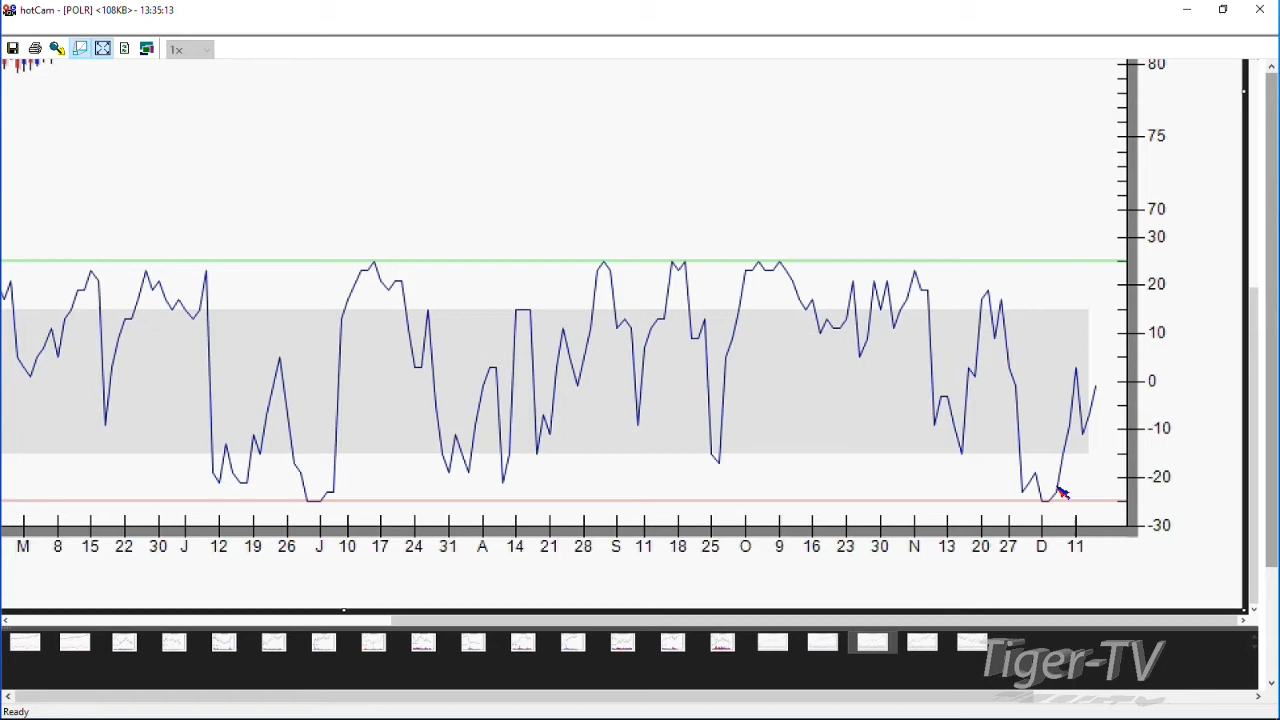 hotCam - [POLR] <108KB> - 13:35:13
1x
80
75
70
30
20
10
0
-10
-20
-30
M 8 15 22 30 J 12 19 26 J 10 17 24 31 A 14 21 28 S 11 18 25 O 9 16 23 30 N 13 20 27 D 11
Tiger-TV
Ready